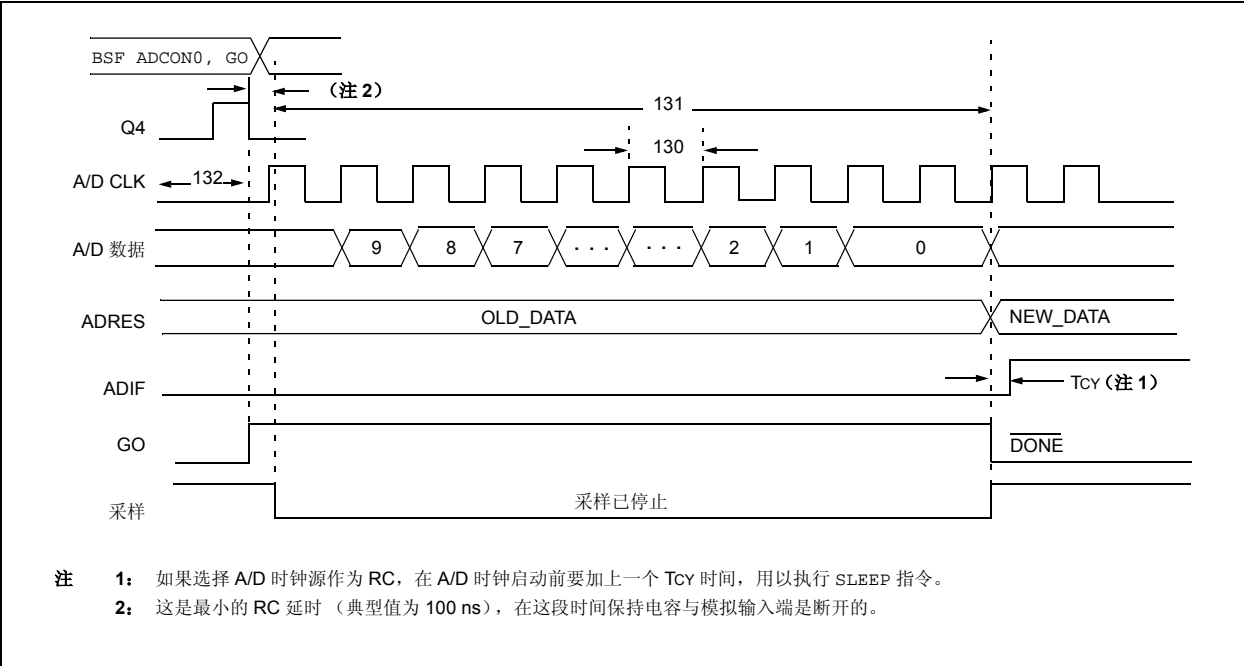 BSF ADCON0, GO
（注 2）
131
Q4
130
A/D CLK
132
A/D 数据
9 8 7 · · · · · · 2 1 0
ADRES
OLD_DATA
NEW_DATA
ADIF
TCY（注 1）
GO
DONE
采样
采样已停止
注 1： 如果选择 A/D 时钟源作为 RC，在 A/D 时钟启动前要加上一个 TCY 时间，用以执行 SLEEP 指令。
2： 这是最小的 RC 延时 （典型值为 100 ns），在这段时间保持电容与模拟输入端是断开的。